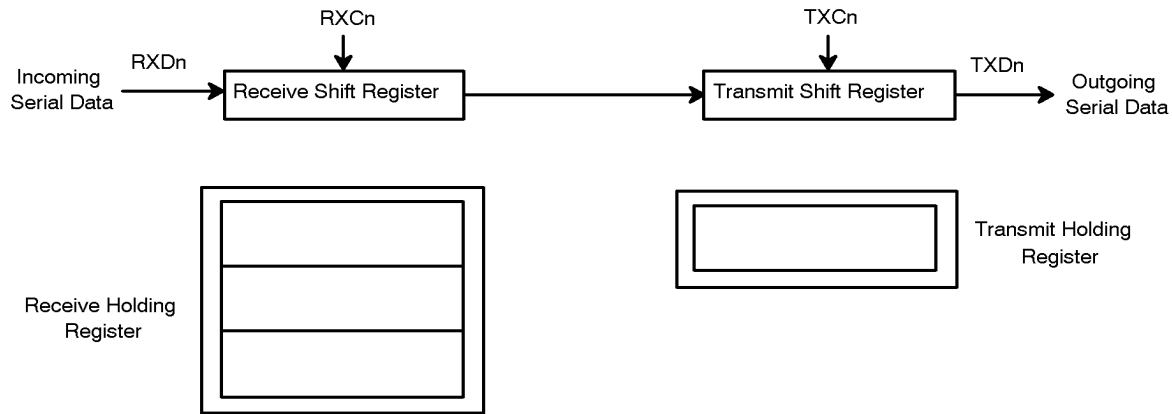 RXCn
TXCn
RXDn
TXDn
Incoming
Serial Data
Receive Shift Register
Transmit Shift Register
Outgoing
Serial Data
Receive Holding
Register
Transmit Holding
Register